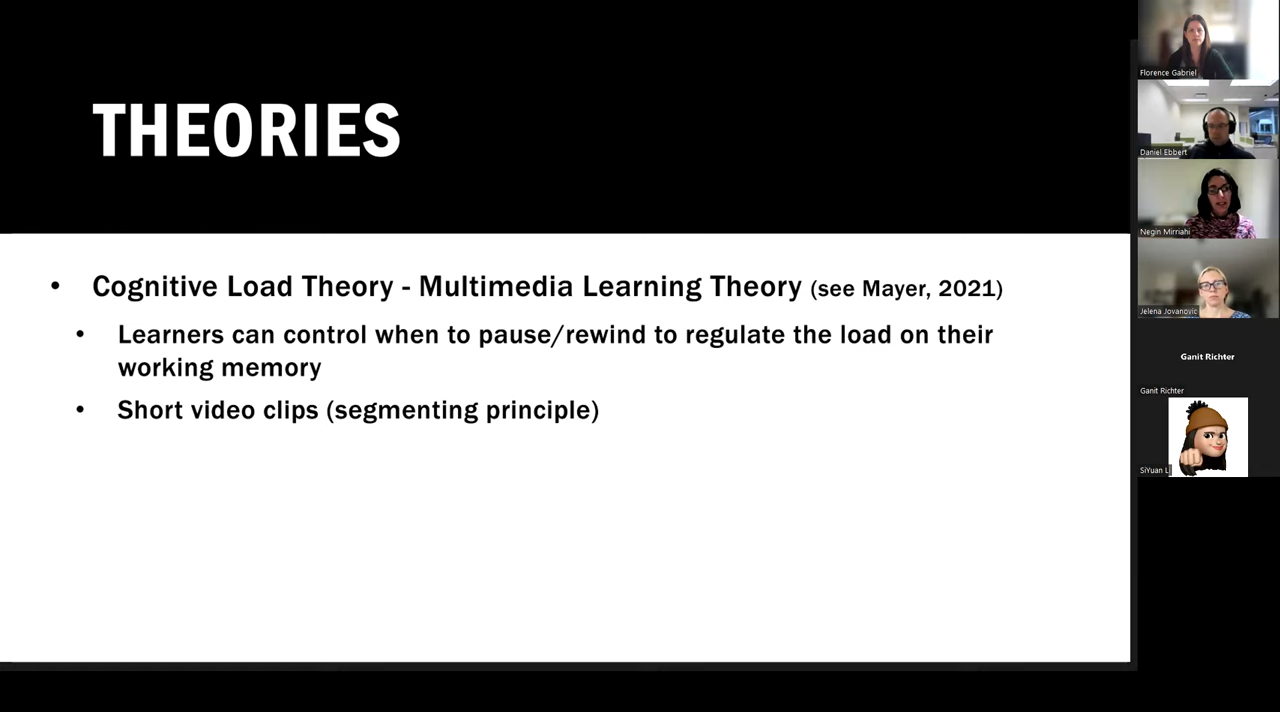 THEORIES
• Cognitive Load Theory - Multimedia Learning Theory (see Mayer, 2021)
• Learners can control when to pause/rewind to regulate the load on their
working memory
• Short video clips (segmenting principle)
Florence Gabriel
Daniel Ebbert
Negin Mirriahi
Jelena Jovanovic
Ganit Richter
Ganit Richter
SiYuan L